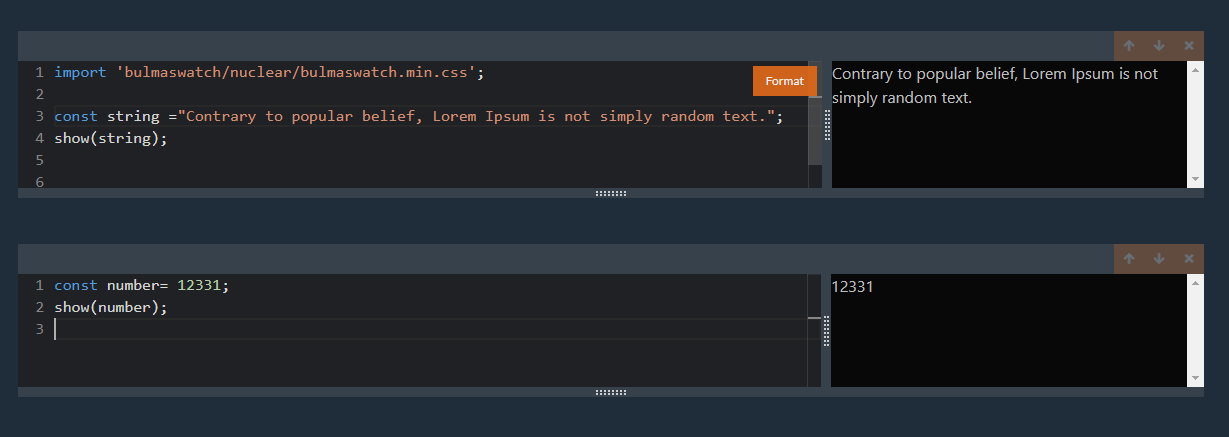 1 import 'bulmaswatch/nuclear/bulmaswatch.min.css';
Format
2
3 const string ="Contrary to popular belief, Lorem Ipsum is not simply random text.";
4 show(string);
5
6
Contrary to popular belief, Lorem Ipsum is not
simply random text.
1 const number= 12331;
2 show(number);
3
12331